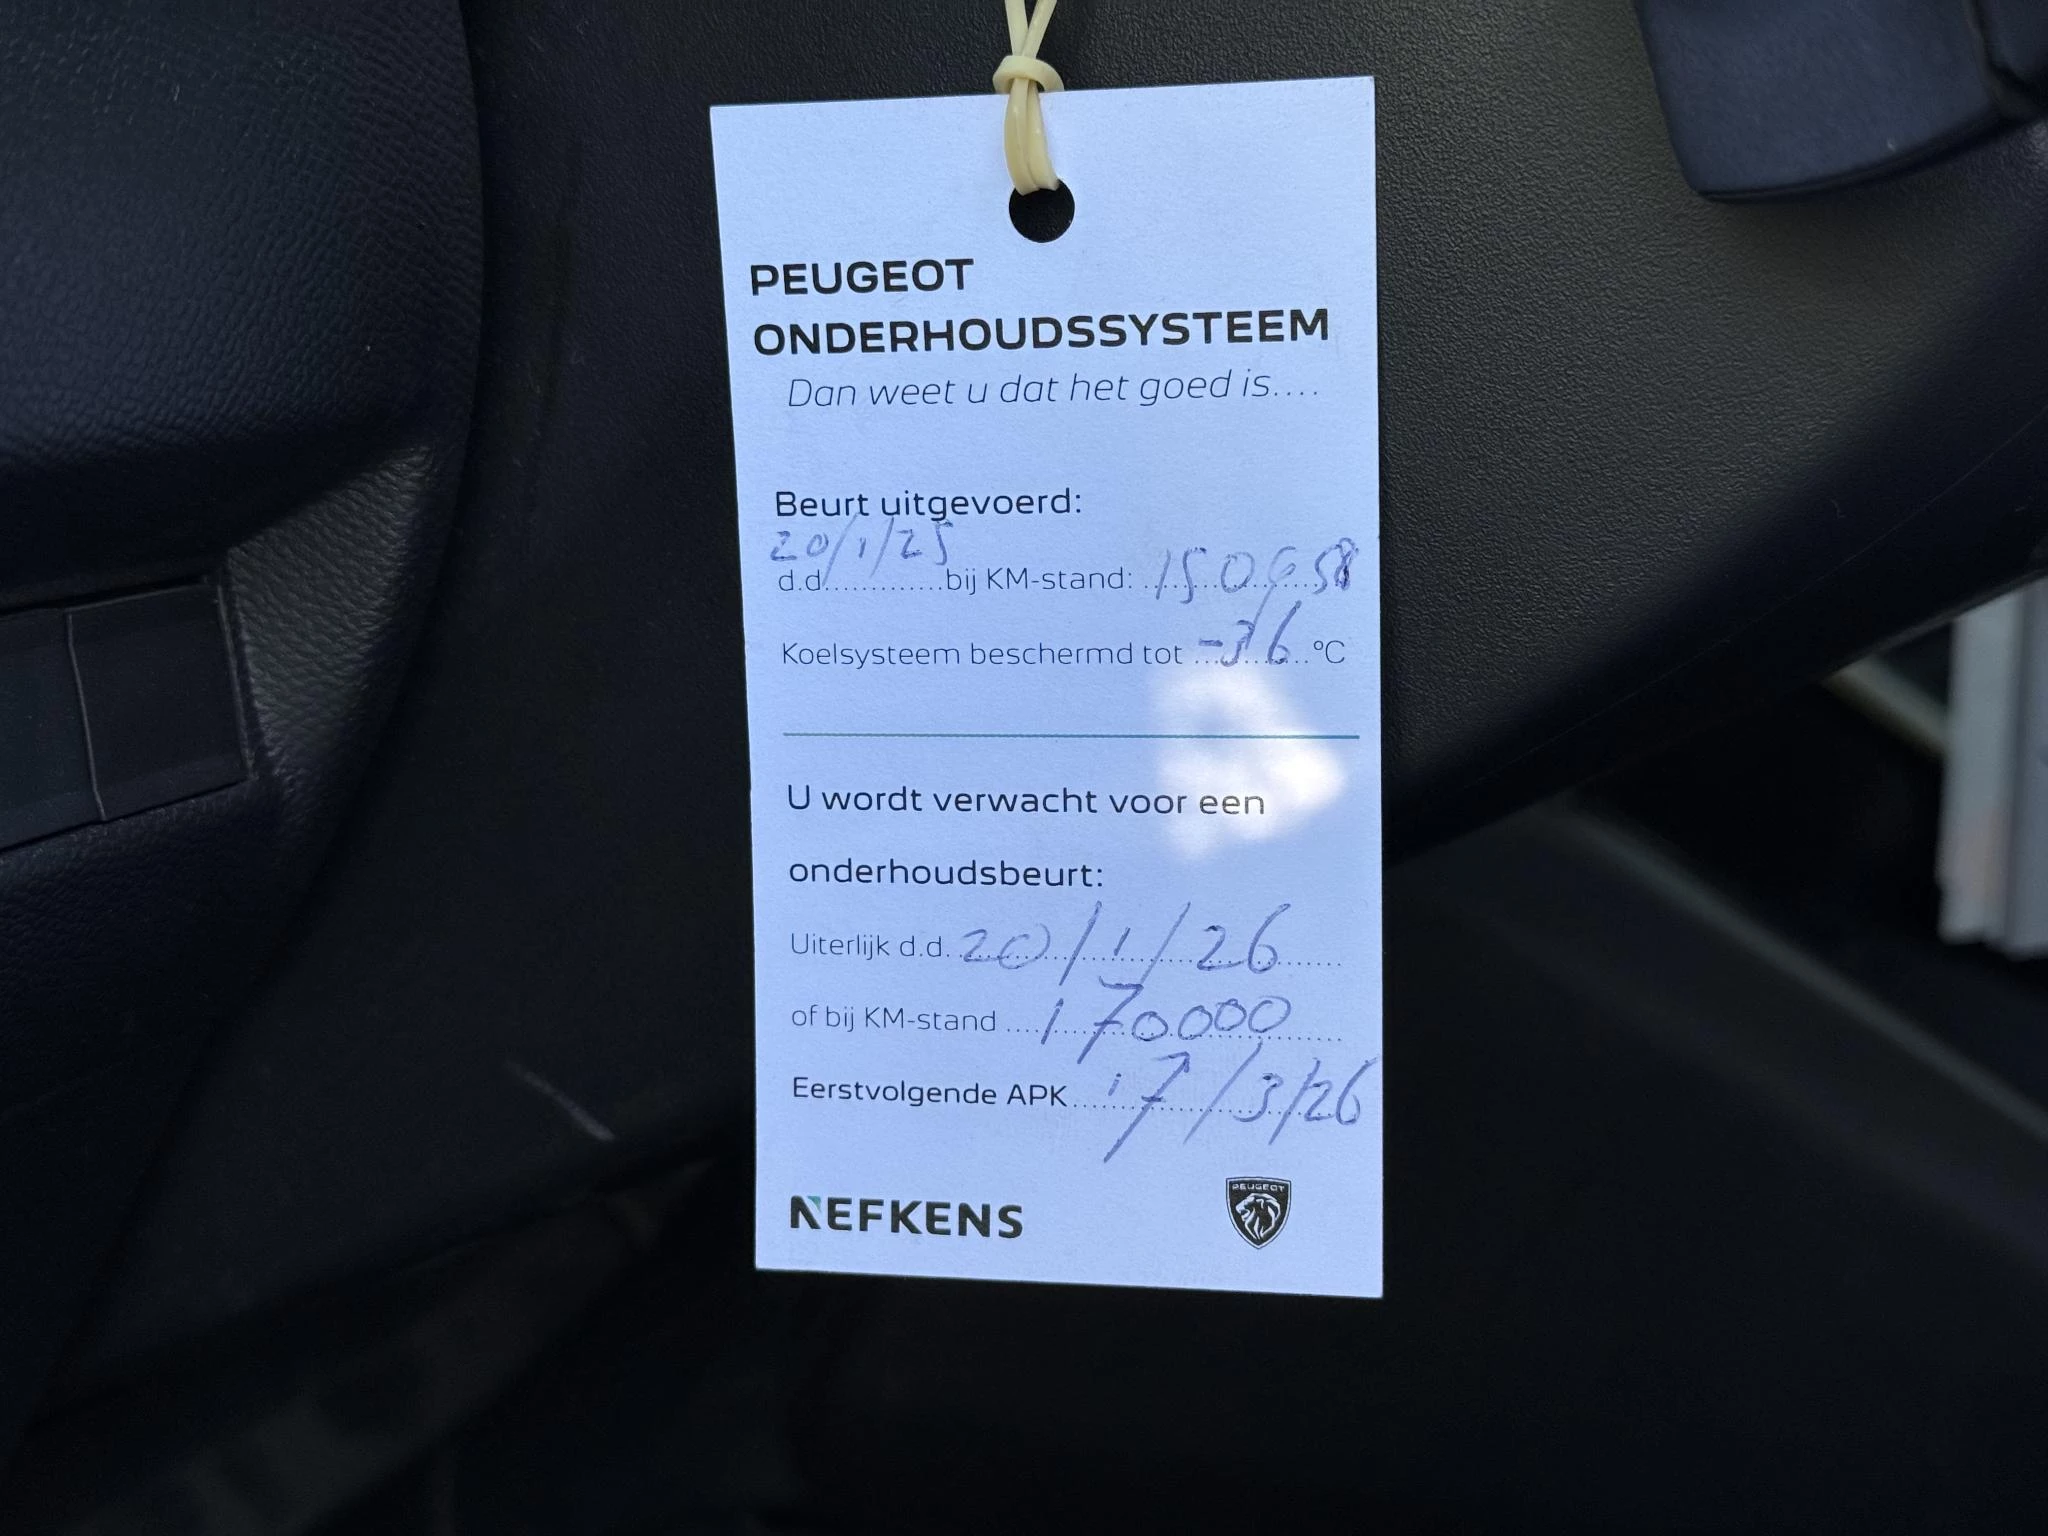 PEUGEOT
ONDERHOUDSSYSTEEM
Dan weet u dat het goed is....
Beurt uitgevoerd:
d.d. 20/1/25 bij KM-stand: 150658
Koelsysteem beschermd tot -36 °C
U wordt verwacht voor een
onderhoudsbeurt:
Uiterlijk d.d. 20/1/26
of bij KM-stand 170000
Eerstvolgende APK 17/3/26
NEFKENS
PEUGEOT